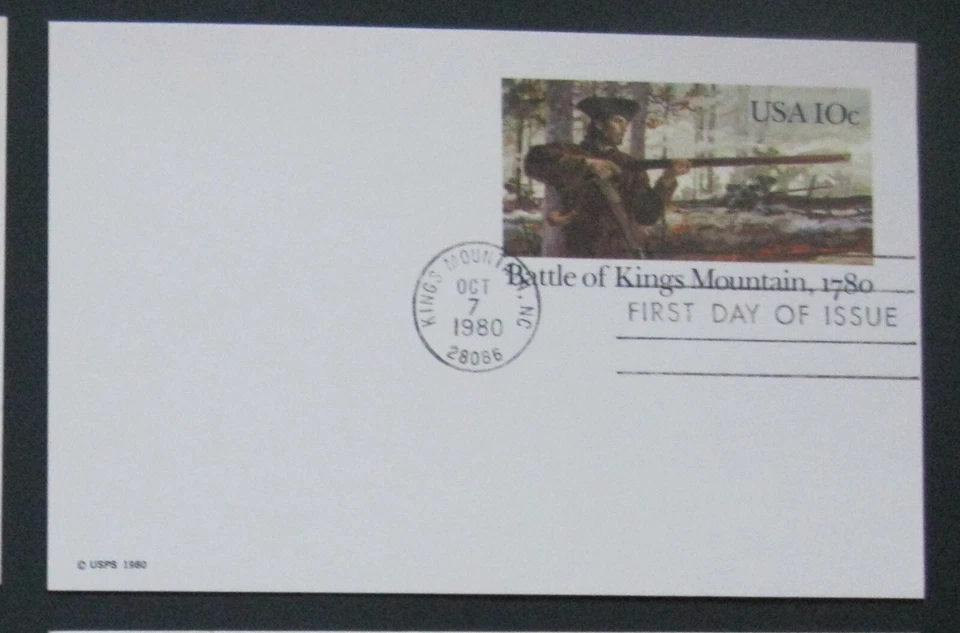 USA 10c
Battle of Kings Mountain, 1780
KINGS MOUNTAIN, NC
OCT
7
1980
28086
FIRST DAY OF ISSUE
© USPS 1980